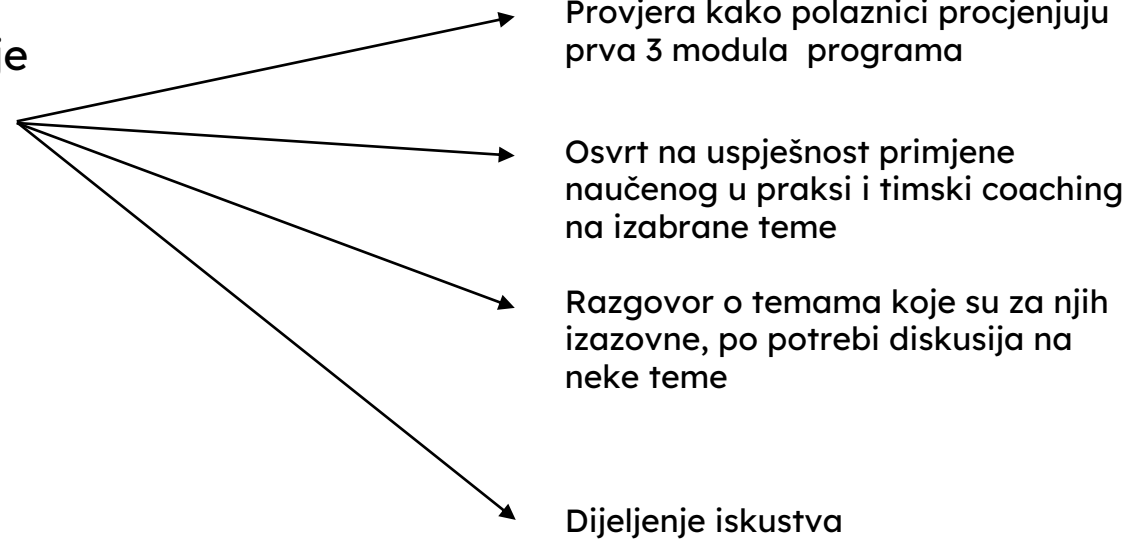 Provjera kako polaznici procjenjuju
prva 3 modula  programa
Osvrt na uspješnost primjene
naučenog u praksi i timski coaching
na izabrane teme
Razgovor o temama koje su za njih
izazovne, po potrebi diskusija na
neke teme
Dijeljenje iskustva